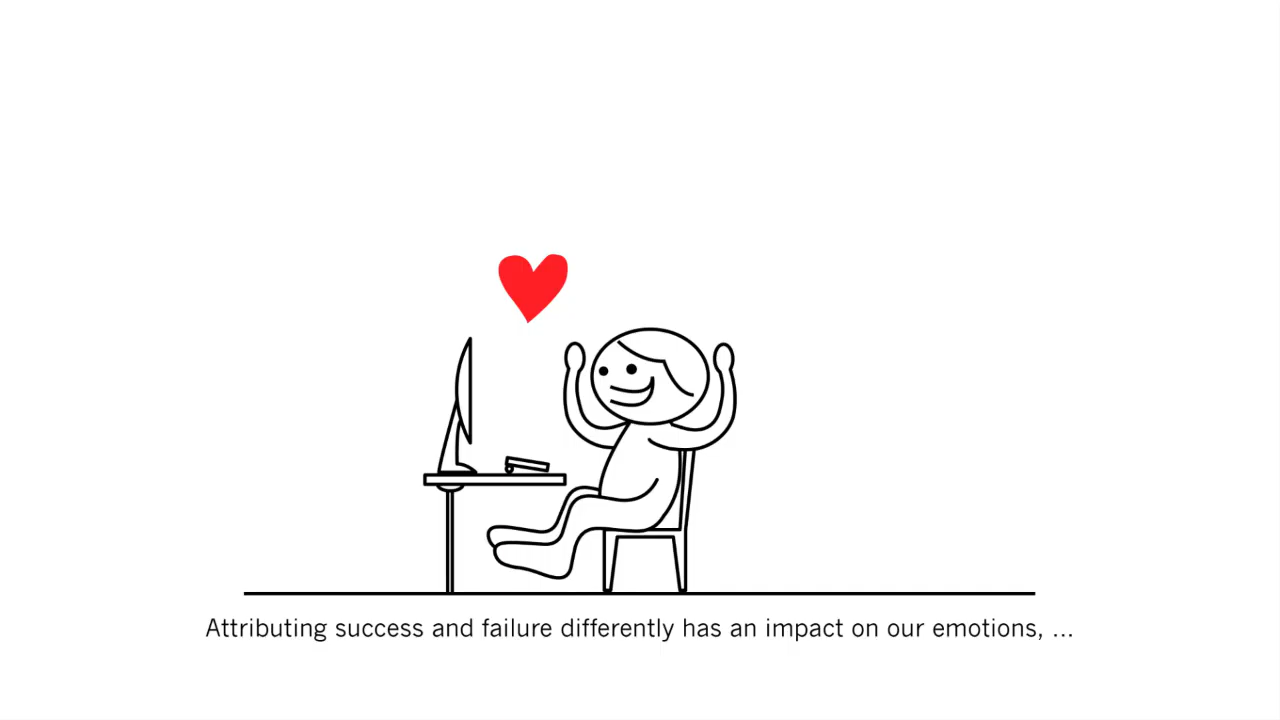 Attributing success and failure differently has an impact on our emotions, ...